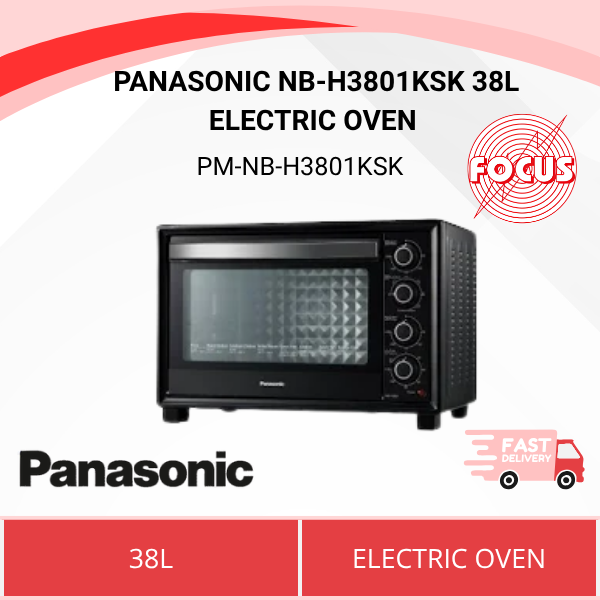 PANASONIC NB-H3801KSK 38L
ELECTRIC OVEN
PM-NB-H3801KSK
FOCUS
Panasonic
Panasonic
FAST
DELIVERY
38L
ELECTRIC OVEN